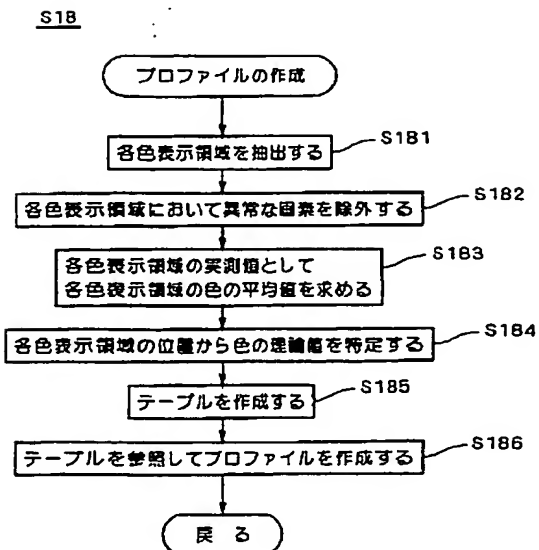 S18
プロファイルの作成
各色表示領域を抽出する
S181
各色表示領域において異常な画素を除外する
S182
各色表示領域の実測値として
各色表示領域の色の平均値を求める
S183
各色表示領域の位置から色の理論値を特定する
S184
テーブルを作成する
S185
テーブルを参照してプロファイルを作成する
S186
戻る